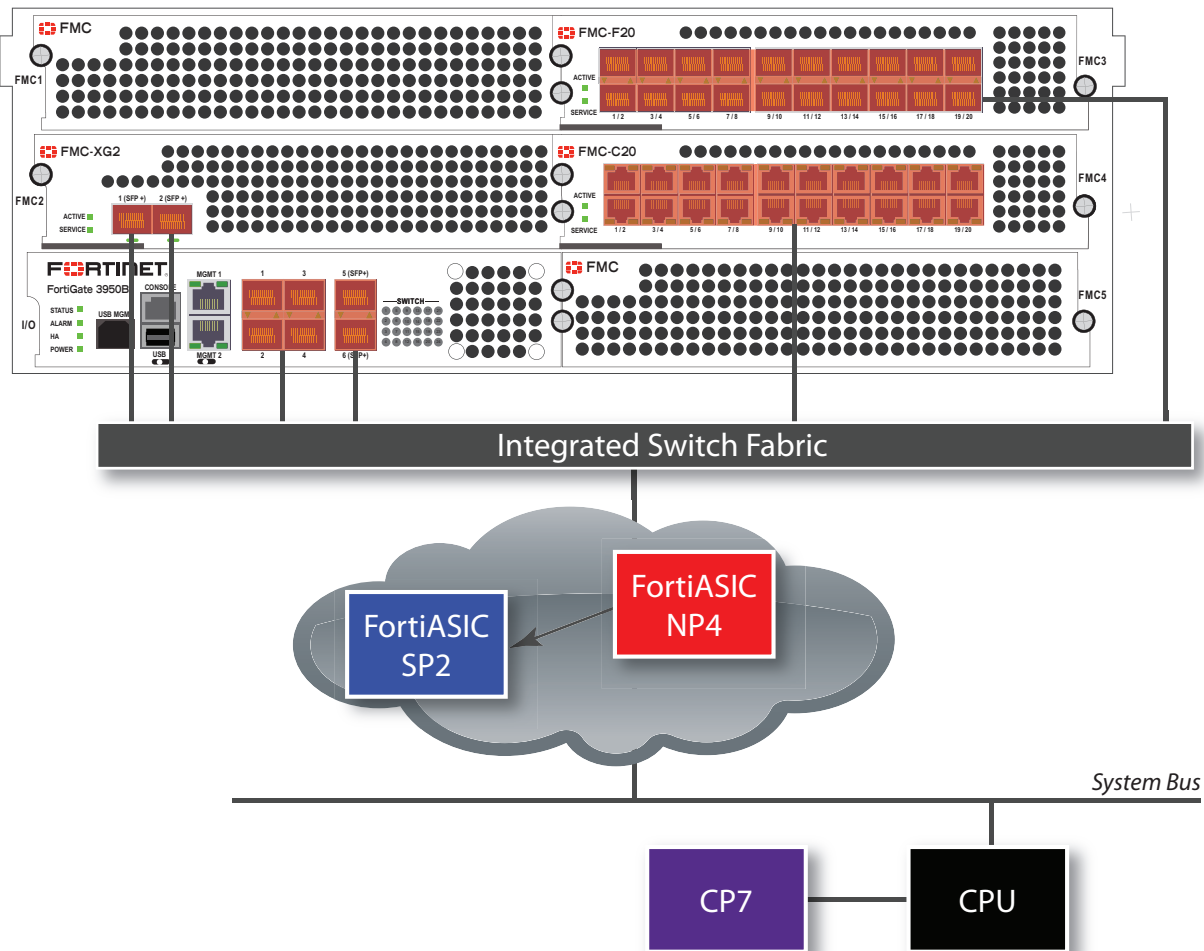 FMC
FMC1
FMC-F20
FMC3
ACTIVE
SERVICE
1 / 2 3 / 4 5 / 6 7 / 8 9 / 10 11 / 12 13 / 14 15 / 16 17 / 18 19 / 20
FMC-XG2
FMC2
1 (SFP +) 2 (SFP +)
ACTIVE
SERVICE
FMC-C20
FMC4
ACTIVE
SERVICE
1 / 2 3 / 4 5 / 6 7 / 8 9 / 10 11 / 12 13 / 14 15 / 16 17 / 18 19 / 20
FORTINET
FortiGate 3950B
I/O
STATUS
ALARM
HA
POWER
USB MGMT
CONSOLE
USB
MGMT 1
MGMT 2
1 3 5 (SFP+)
2 4 6 (SFP+)
SWITCH
FMC
FMC5
Integrated Switch Fabric
FortiASIC
NP4
FortiASIC
SP2
System Bus
CP7
CPU